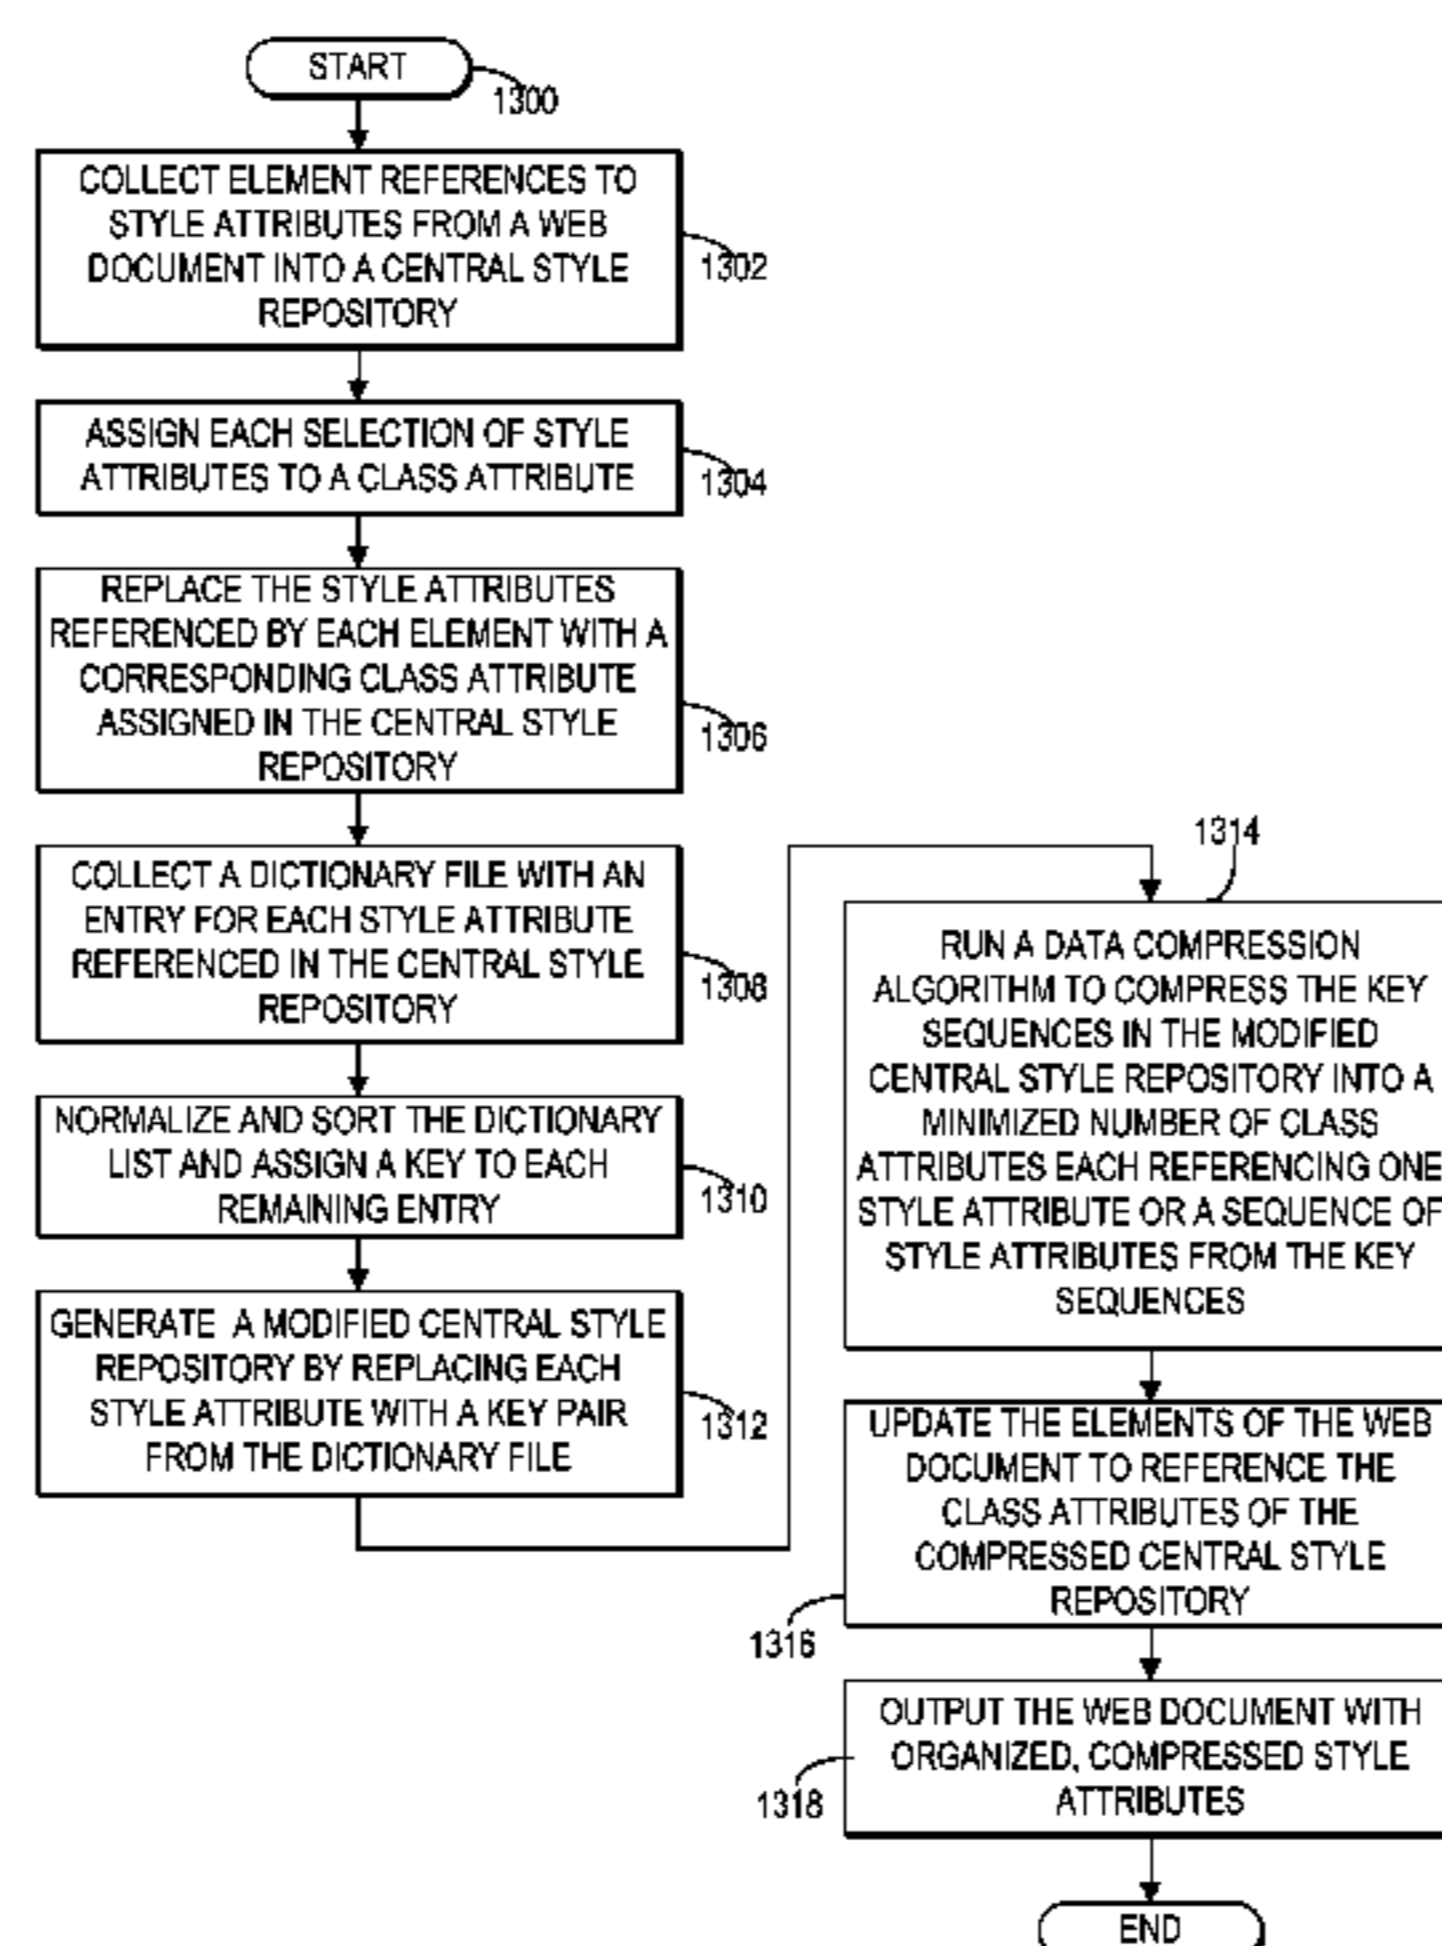 START
1300
COLLECT ELEMENT REFERENCES TO
STYLE ATTRIBUTES FROM A WEB
DOCUMENT INTO A CENTRAL STYLE
REPOSITORY
1302
ASSIGN EACH SELECTION OF STYLE
ATTRIBUTES TO A CLASS ATTRIBUTE
1304
REPLACE THE STYLE ATTRIBUTES
REFERENCED BY EACH ELEMENT WITH A
CORRESPONDING CLASS ATTRIBUTE
ASSIGNED IN THE CENTRAL STYLE
REPOSITORY
1306
COLLECT A DICTIONARY FILE WITH AN
ENTRY FOR EACH STYLE ATTRIBUTE
REFERENCED IN THE CENTRAL STYLE
REPOSITORY
1308
NORMALIZE AND SORT THE DICTIONARY
LIST AND ASSIGN A KEY TO EACH
REMAINING ENTRY
1310
GENERATE A MODIFIED CENTRAL STYLE
REPOSITORY BY REPLACING EACH
STYLE ATTRIBUTE WITH A KEY PAIR
FROM THE DICTIONARY FILE
1312
1314
RUN A DATA COMPRESSION
ALGORITHM TO COMPRESS THE KEY
SEQUENCES IN THE MODIFIED
CENTRAL STYLE REPOSITORY INTO A
MINIMIZED NUMBER OF CLASS
ATTRIBUTES EACH REFERENCING ONE
STYLE ATTRIBUTE OR A SEQUENCE OF
STYLE ATTRIBUTES FROM THE KEY
SEQUENCES
UPDATE THE ELEMENTS OF THE WEB
DOCUMENT TO REFERENCE THE
CLASS ATTRIBUTES OF THE
COMPRESSED CENTRAL STYLE
REPOSITORY
1316
OUTPUT THE WEB DOCUMENT WITH
ORGANIZED, COMPRESSED STYLE
ATTRIBUTES
1318
END